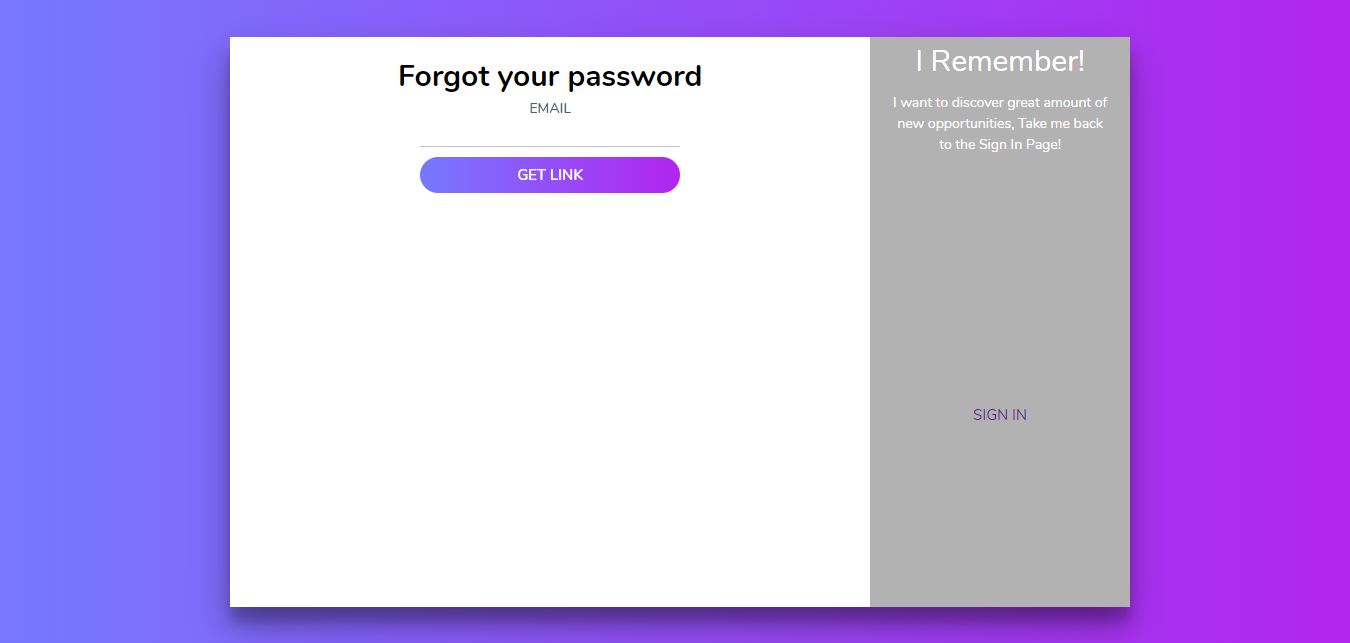 Forgot your password
EMAIL
GET LINK
I Remember!
I want to discover great amount of
new opportunities, Take me back
to the Sign In Page!
SIGN IN